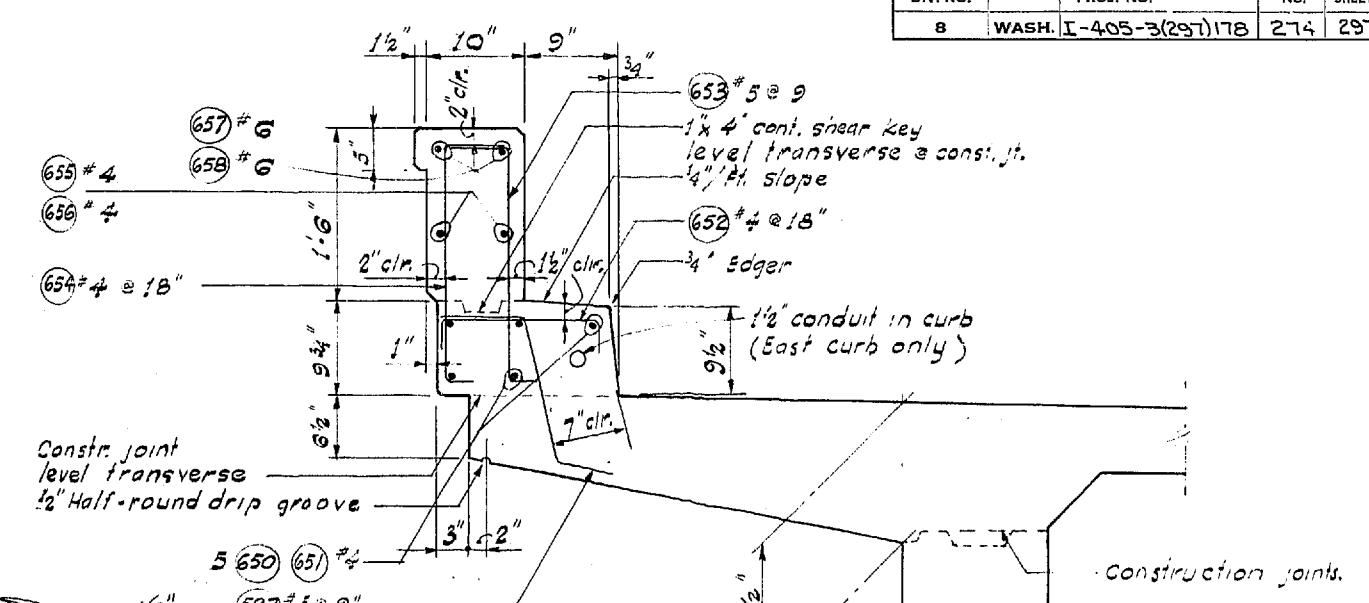 8 WASH. I-405-3(297)178 274 297
1½" 10" 9"
¾"
2" clr.
653 #5 @ 9
657 #6
1"x 4" cont. shear key
level transverse @ const. jt.
658 #6
5"
¼"/Ft. slope
655 #4
656 #4
652 #4 @ 18"
1'-6"
2" clr. 1½" clr.
¾" Edger
654 #4 @ 18"
1½" conduit in curb
(East curb only)
9¾"
1"
9½"
6½"
7" clr.
Constr. joint
level transverse
½" Half-round drip groove
3" 2"
5 650 651 #4
Construction joints.